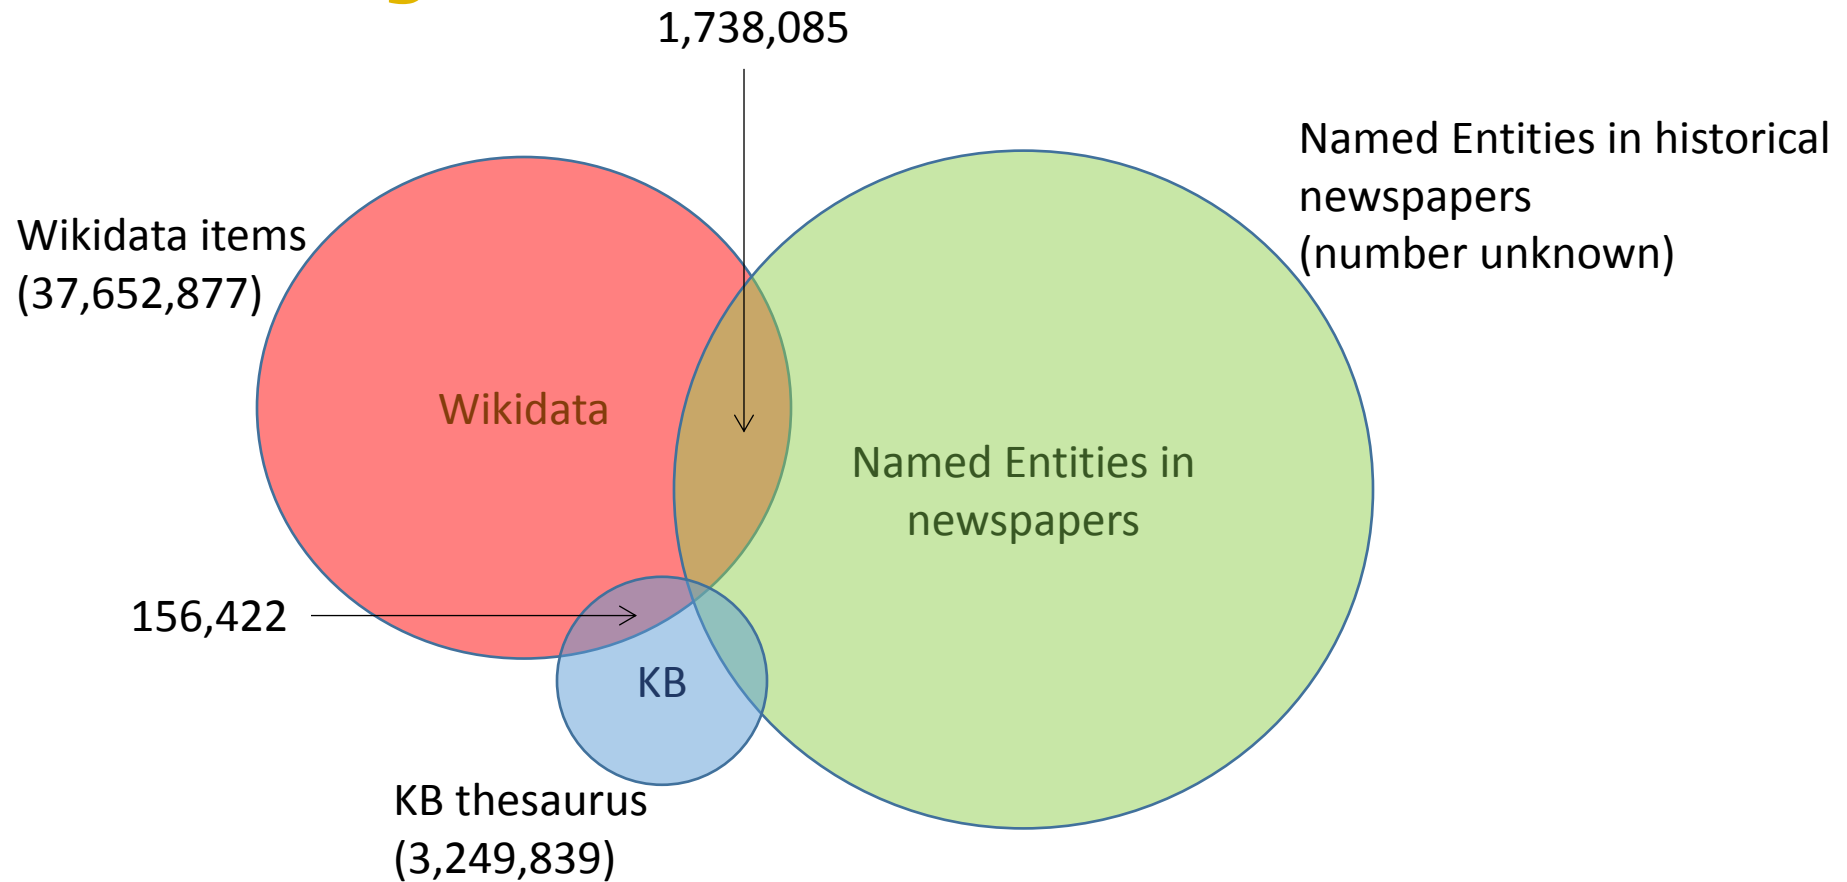 1,738,085
Named Entities in historical
newspapers
(number unknown)
Wikidata items
(37,652,877)
Wikidata
Named Entities in
newspapers
156,422
KB
KB thesaurus
(3,249,839)